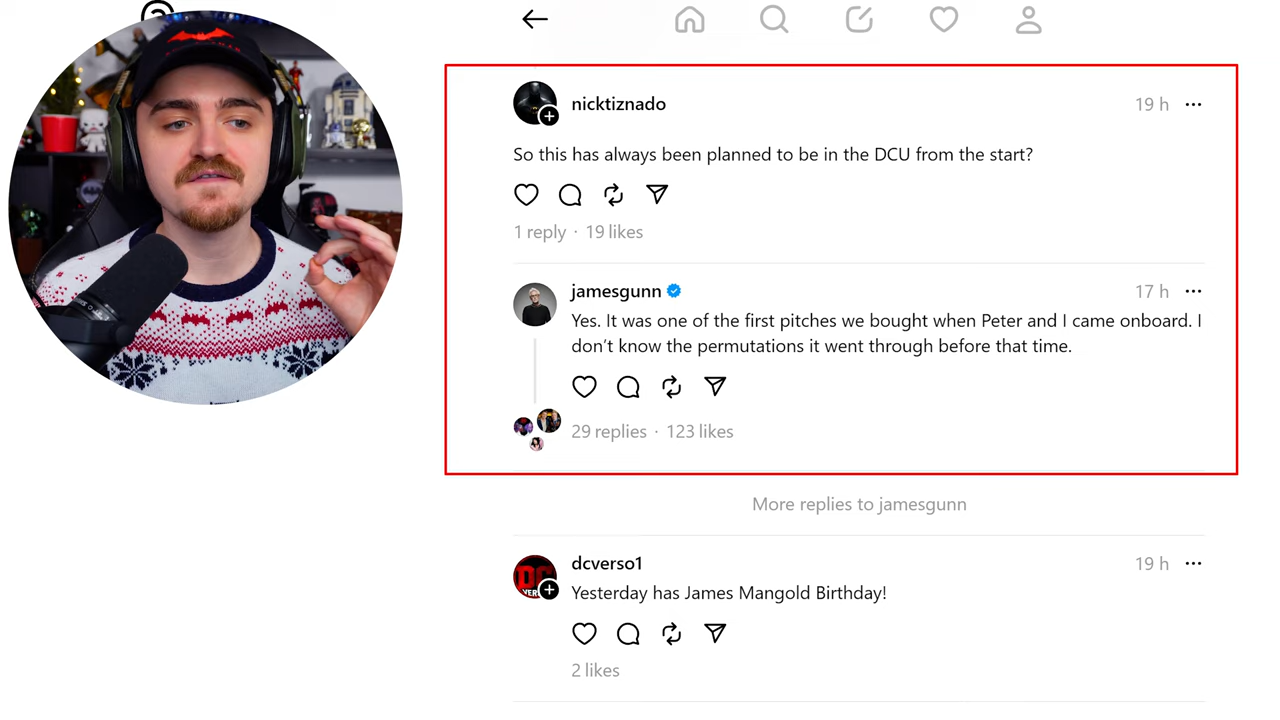 nicktiznado
19 h
So this has always been planned to be in the DCU from the start?
1 reply · 19 likes
jamesgunn
17 h
Yes. It was one of the first pitches we bought when Peter and I came onboard. I
don't know the permutations it went through before that time.
29 replies · 123 likes
More replies to jamesgunn
dcverso1
19 h
Yesterday has James Mangold Birthday!
2 likes